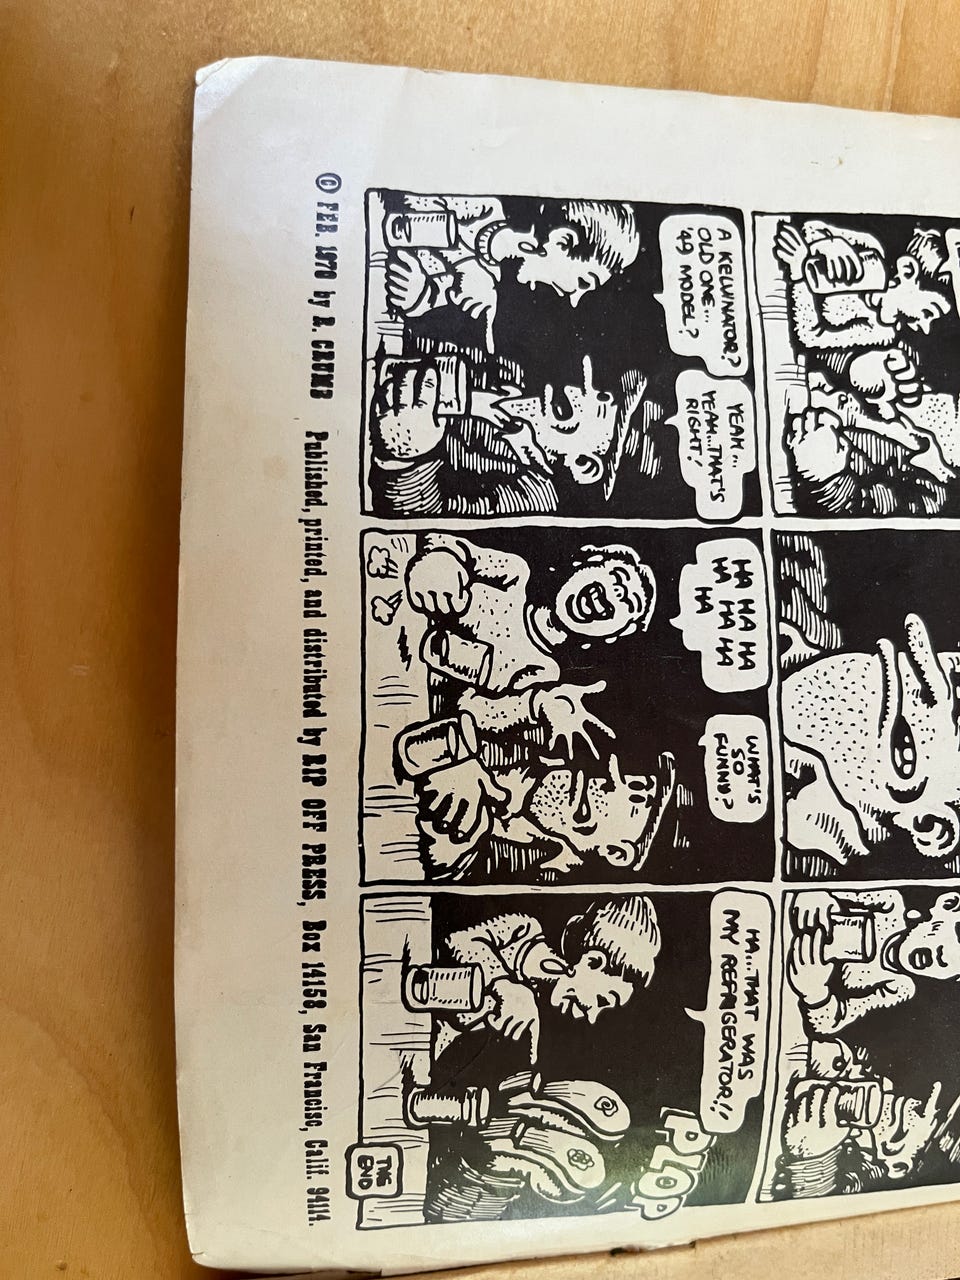 A KELVINATOR?
OLD ONE...
'49 MODEL?
YEAH...
YEAH...THAT'S
RIGHT!
HA HA HA
HA HA HA
HA
WHAT'S
SO
FUNNY?
HA...THAT WAS
MY REFRIGERATOR!!
PLOP
THE
END
© FEB. 1970 by R. CRUMB
Published, printed, and distributed by RIP OFF PRESS, Box 14158, San Francisc, Calif. 94114.